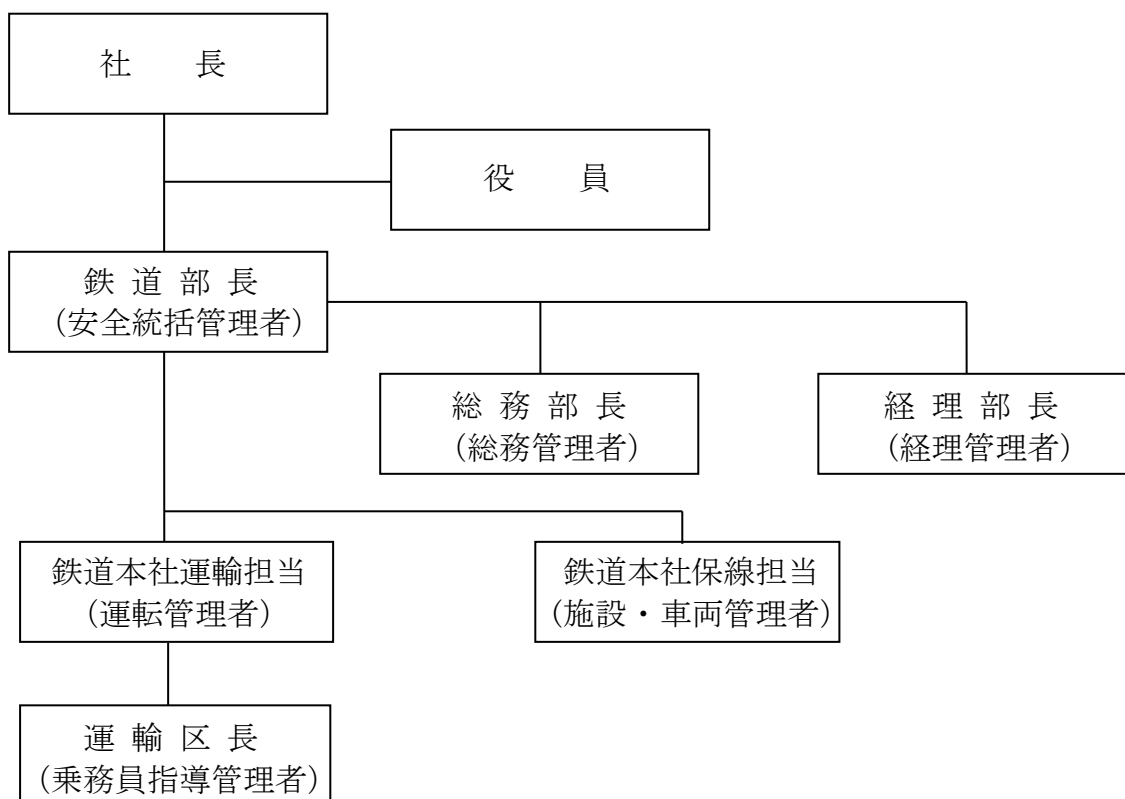 社　　長
役　　員
鉄 道 部 長
（安全統括管理者）
総 務 部 長
（総務管理者）
経 理 部 長
（経理管理者）
鉄道本社運輸担当
（運転管理者）
鉄道本社保線担当
（施設・車両管理者）
運 輸 区 長
（乗務員指導管理者）